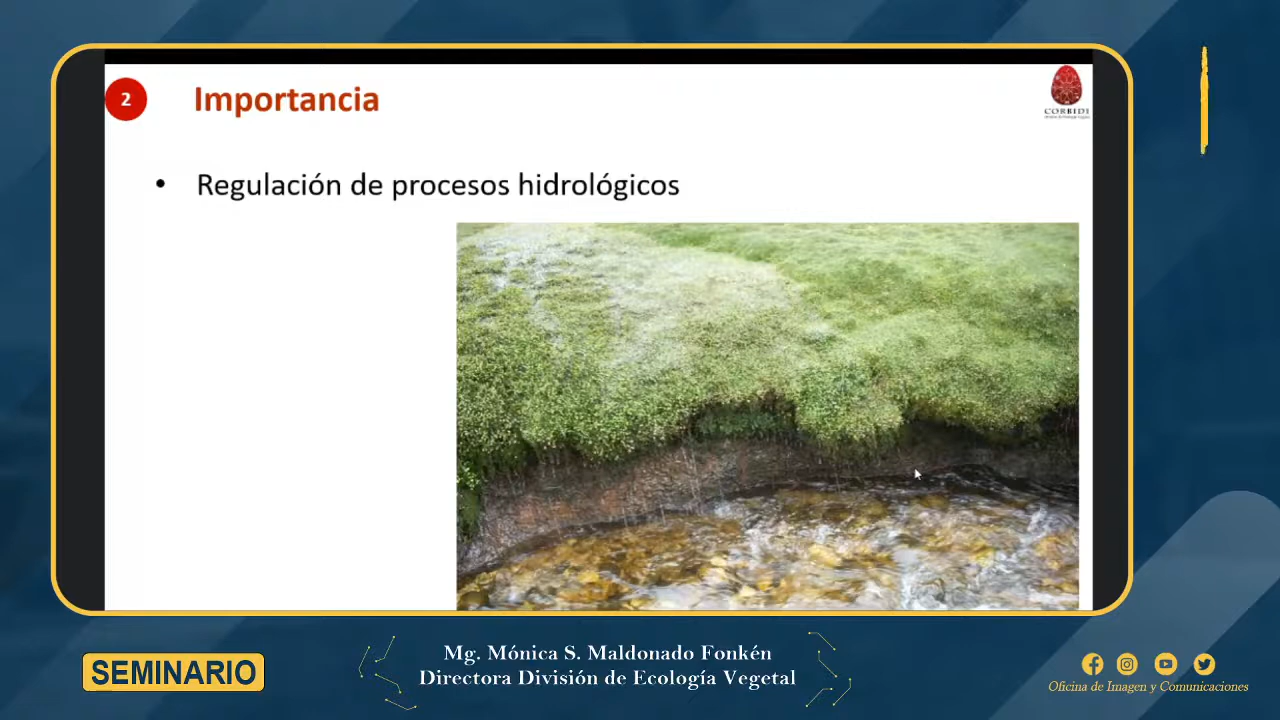 2
Importancia
CORBIDI
• Regulación de procesos hidrológicos
SEMINARIO
Mg. Mónica S. Maldonado Fonkén
Directora División de Ecología Vegetal
Oficina de Imagen y Comunicaciones